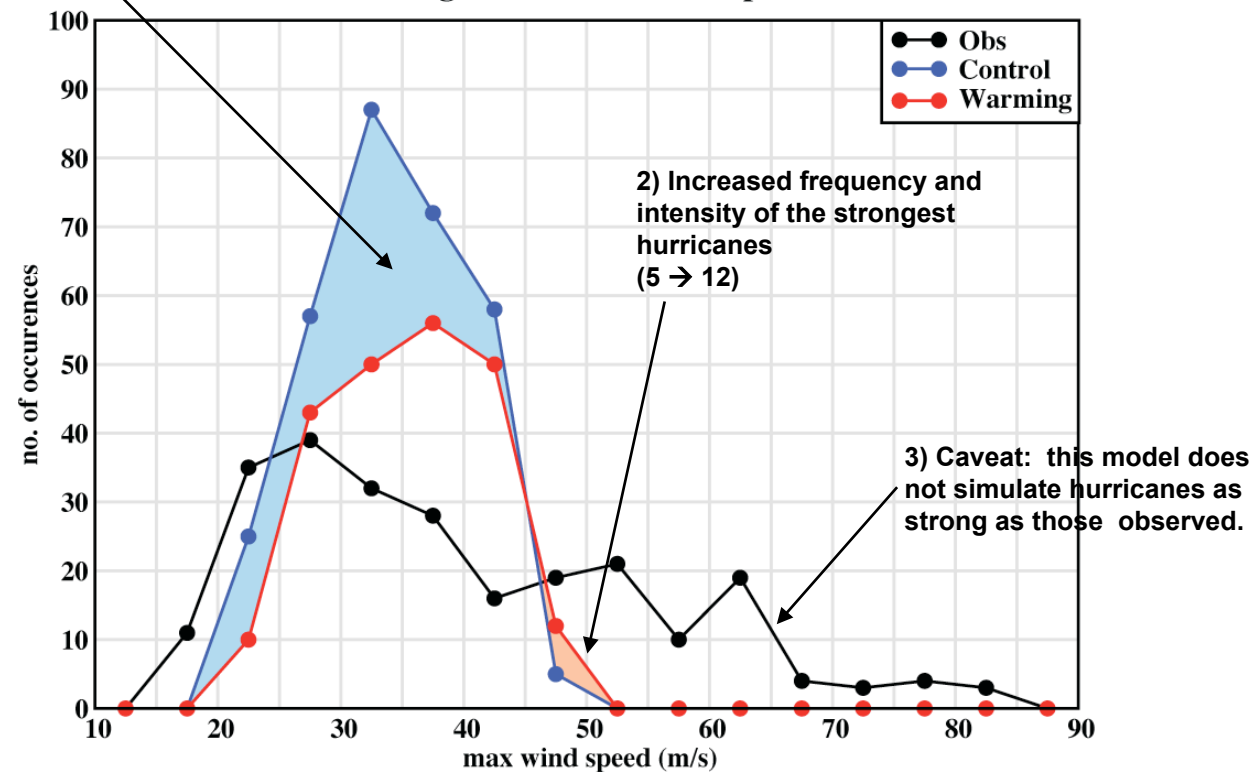 100
90
80
70
60
50
40
30
20
10
0
no. of occurences
Obs
Control
Warming
2) Increased frequency and
intensity of the strongest
hurricanes
(5 → 12)
3) Caveat: this model does
not simulate hurricanes as
strong as those observed.
10 20 30 40 50 60 70 80 90
max wind speed (m/s)